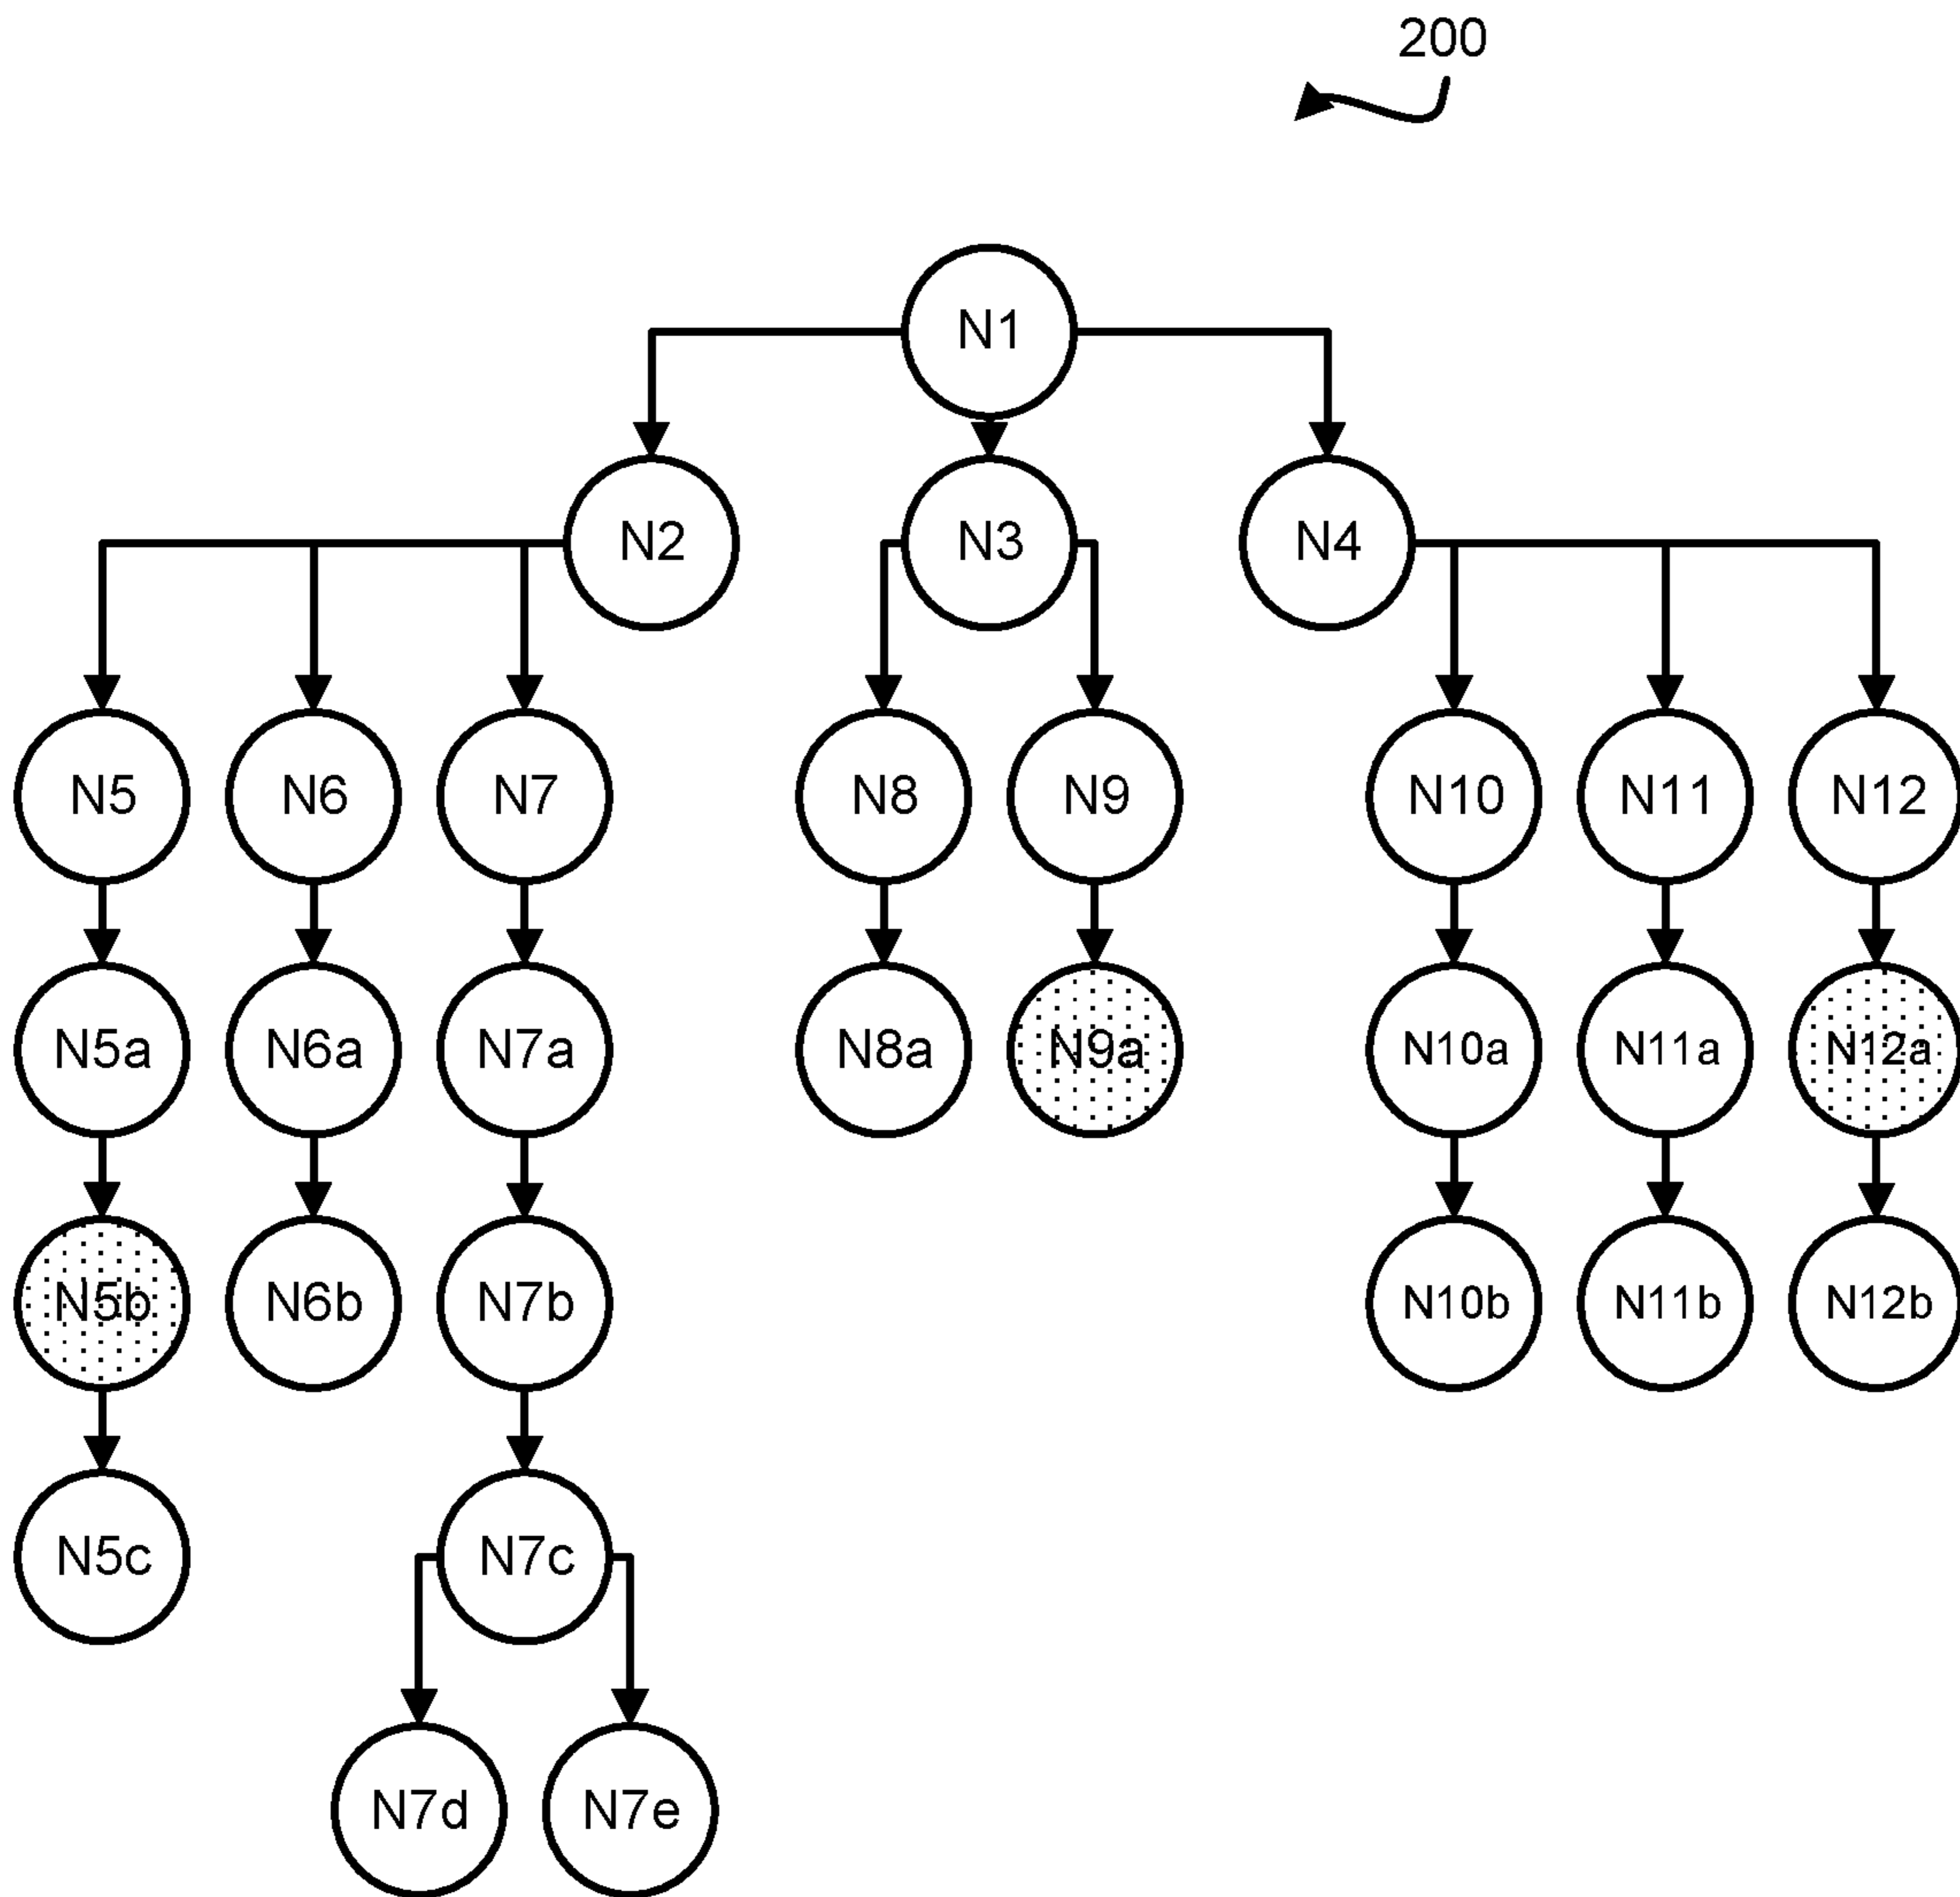 200
N1
N2 N3 N4
N5 N6 N7 N8 N9 N10 N11 N12
N5a N6a N7a N8a N9a N10a N11a N12a
N5b N6b N7b N10b N11b N12b
N5c N7c
N7d N7e